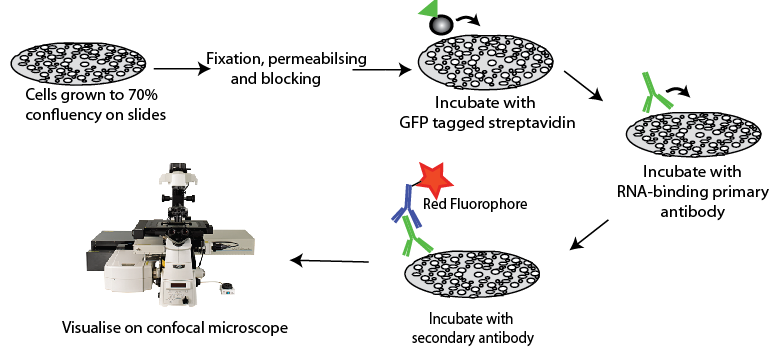 Cells grown to 70%
confluency on slides
Fixation, permeabilsing
and blocking
Incubate with
GFP tagged streptavidin
Incubate with
RNA-binding primary
antibody
Red Fluorophore
Incubate with
secondary antibody
Visualise on confocal microscope